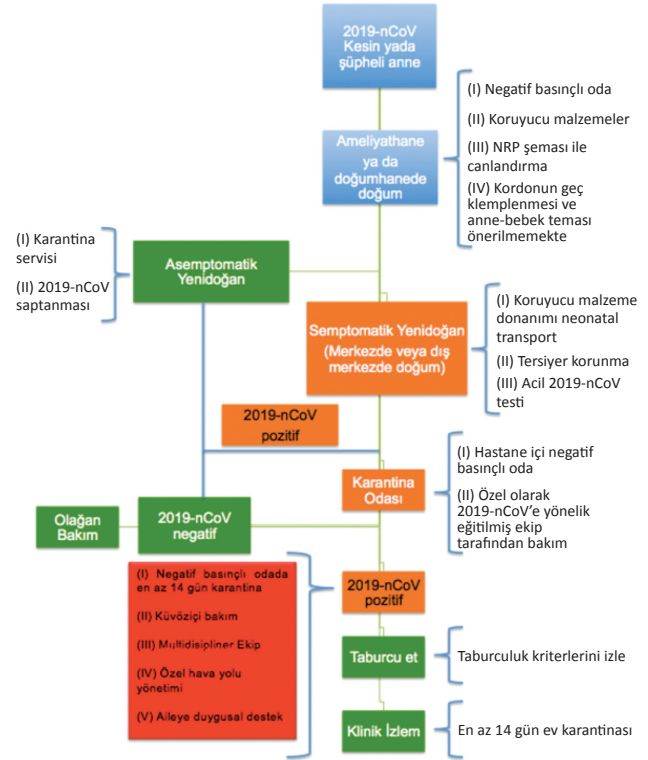 2019-nCoV
Kesin yada
şüpheli anne
(I) Negatif basınçlı oda
(II) Koruyucu malzemeler
(III) NRP şeması ile
canlandırma
(IV) Kordonun geç
klemplenmesi ve
anne-bebek teması
önerilmemekte
Ameliyathane
ya da
doğumhanede
doğum
(I) Karantina
servisi
(II) 2019-nCoV
saptanması
Asemptomatik
Yenidoğan
Semptomatik Yenidoğan
(Merkezde veya dış
merkezde doğum)
(I) Koruyucu malzeme
donanımı neonatal
transport
(II) Tersiyer korunma
(III) Acil 2019-nCoV
testi
2019-nCoV
pozitif
Karantina
Odası
(I) Hastane içi negatif
basınçlı oda
(II) Özel olarak
2019-nCoV'e yönelik
eğitilmiş ekip
tarafından bakım
Olağan
Bakım
2019-nCoV
negatif
(I) Negatif basınçlı odada
en az 14 gün karantina
(II) Küvöziçi bakım
(III) Multidisipliner Ekip
(IV) Özel hava yolu
yönetimi
(V) Aileye duygusal destek
2019-nCoV
pozitif
Taburcu et
Taburculuk kriterlerini izle
Klinik İzlem
En az 14 gün ev karantinası